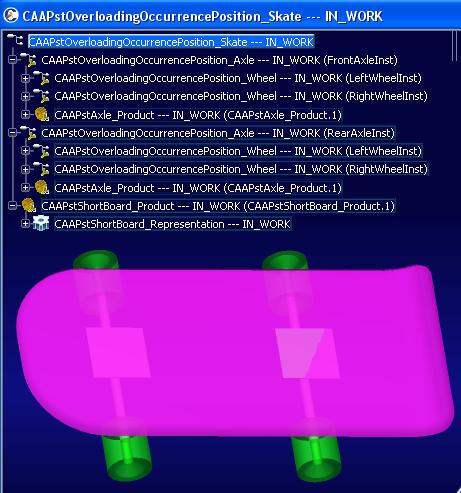 CAAPstOverloadingOccurrencePosition_Skate --- IN_WORK
CAAPstOverloadingOccurrencePosition_Skate --- IN_WORK
CAAPstOverloadingOccurrencePosition_Axle --- IN_WORK (FrontAxleInst)
CAAPstOverloadingOccurrencePosition_Wheel --- IN_WORK (LeftWheelInst)
CAAPstOverloadingOccurrencePosition_Wheel --- IN_WORK (RightWheelInst)
CAAPstAxle_Product --- IN_WORK (CAAPstAxle_Product.1)
CAAPstOverloadingOccurrencePosition_Axle --- IN_WORK (RearAxleInst)
CAAPstOverloadingOccurrencePosition_Wheel --- IN_WORK (LeftWheelInst)
CAAPstOverloadingOccurrencePosition_Wheel --- IN_WORK (RightWheelInst)
CAAPstAxle_Product --- IN_WORK (CAAPstAxle_Product.1)
CAAPstShortBoard_Product --- IN_WORK (CAAPstShortBoard_Product.1)
CAAPstShortBoard_Representation --- IN_WORK